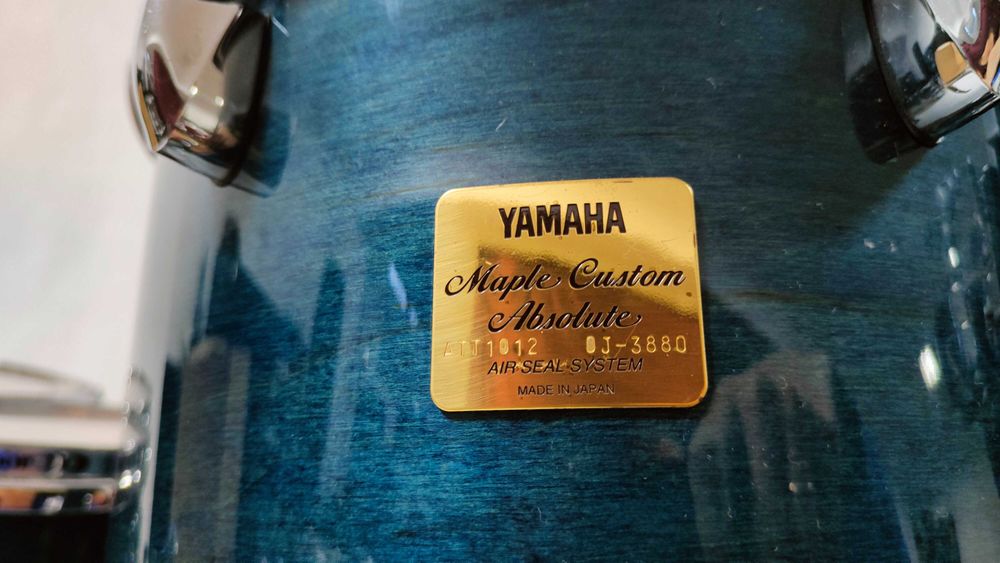 YAMAHA
Maple Custom
Absolute
ATT1012 0J-3880
AIR SEAL SYSTEM
MADE IN JAPAN